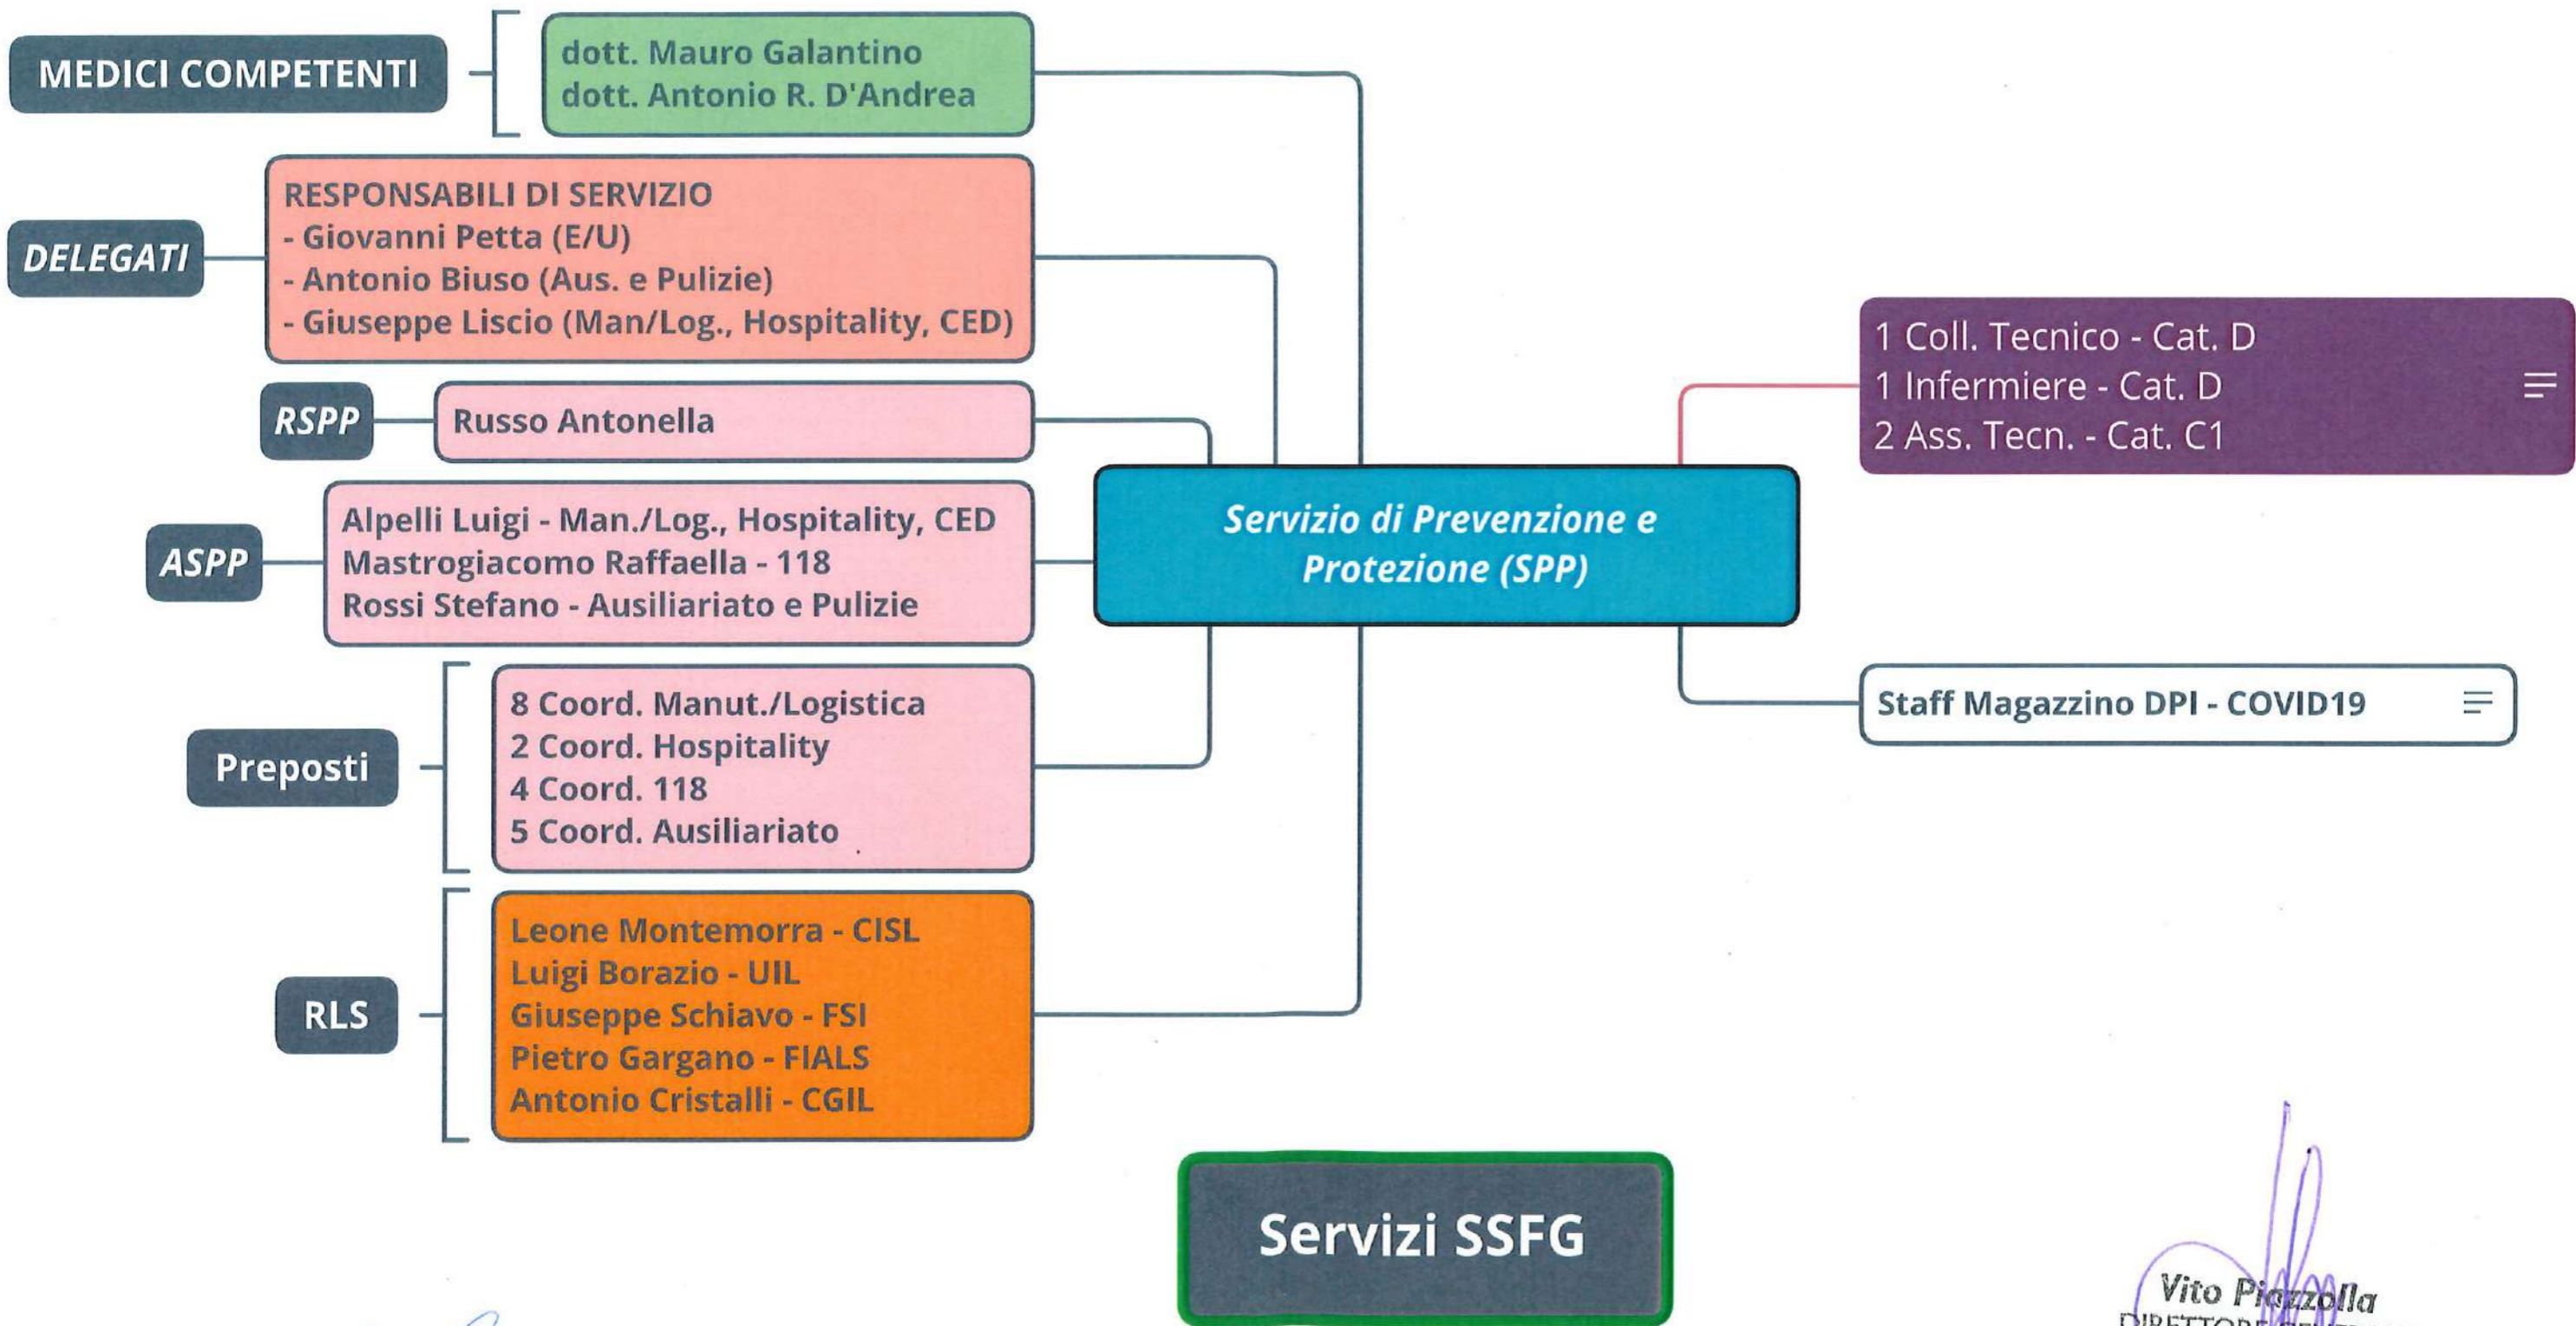 MEDICI COMPETENTI
dott. Mauro Galantino
dott. Antonio R. D'Andrea
DELEGATI
RESPONSABILI DI SERVIZIO
- Giovanni Petta (E/U)
- Antonio Biuso (Aus. e Pulizie)
- Giuseppe Liscio (Man/Log., Hospitality, CED)
RSPP
Russo Antonella
ASPP
Alpelli Luigi - Man./Log., Hospitality, CED
Mastrogiacomo Raffaella - 118
Rossi Stefano - Ausiliariato e Pulizie
Preposti
8 Coord. Manut./Logistica
2 Coord. Hospitality
4 Coord. 118
5 Coord. Ausiliariato
RLS
Leone Montemorra - CISL
Luigi Borazio - UIL
Giuseppe Schiavo - FSI
Pietro Gargano - FIALS
Antonio Cristalli - CGIL
Servizio di Prevenzione e
Protezione (SPP)
1 Coll. Tecnico - Cat. D
1 Infermiere - Cat. D
2 Ass. Tecn. - Cat. C1
Staff Magazzino DPI - COVID19
Servizi SSFG
Vito Piazzolla
DIRETTORE